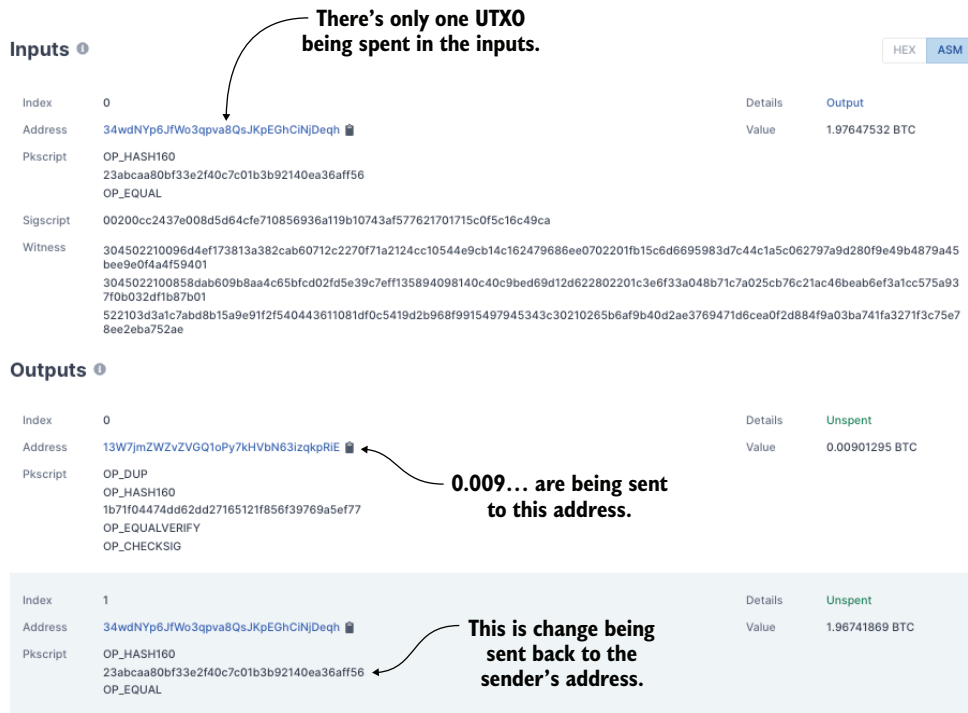 There's only one UTXO
being spent in the inputs.
Inputs
HEX ASM
Index 0 Details Output
Address 34wdNYp6JfWo3qpva8QsJKpEGhCiNjDeqh Value 1.97647532 BTC
Pkscript OP_HASH160
23abcaa80bf33e2f40c7c01b3b92140ea36aff56
OP_EQUAL
Sigscript 00200cc2437e008d5d64cfe710856936a119b10743af577621701715c0f5c16c49ca
Witness 304502210096d4ef173813a382cab60712c2270f71a2124cc10544e9cb14c162479686ee0702201fb15c6d6695983d7c44c1a5c062797a9d280f9e49b4879a45
bee9e0f4a4f59401
3045022100858dab609b8aa4c65bfcd02fd5e39c7eff135894098140c40c9bed69d12d622802201c3e6f33a048b71c7a025cb76c21ac46beab6ef3a1cc575a93
7f0b032df1b87b01
522103d3a1c7abd8b15a9e91f2f540443611081df0c5419d2b968f9915497945343c30210265b6af9b40d2ae3769471d6cea0f2d884f9a03ba741fa3271f3c75e7
8ee2eba752ae
Outputs
Index 0 Details Unspent
Address 13W7jmZWZvZVGQ1oPy7kHVbN63izqkpRiE Value 0.00901295 BTC
Pkscript OP_DUP
OP_HASH160
1b71f04474dd62dd27165121f856f39769a5ef77
OP_EQUALVERIFY
OP_CHECKSIG
0.009... are being sent
to this address.
Index 1 Details Unspent
Address 34wdNYp6JfWo3qpva8QsJKpEGhCiNjDeqh Value 1.96741869 BTC
Pkscript OP_HASH160
23abcaa80bf33e2f40c7c01b3b92140ea36aff56
OP_EQUAL
This is change being
sent back to the
sender's address.